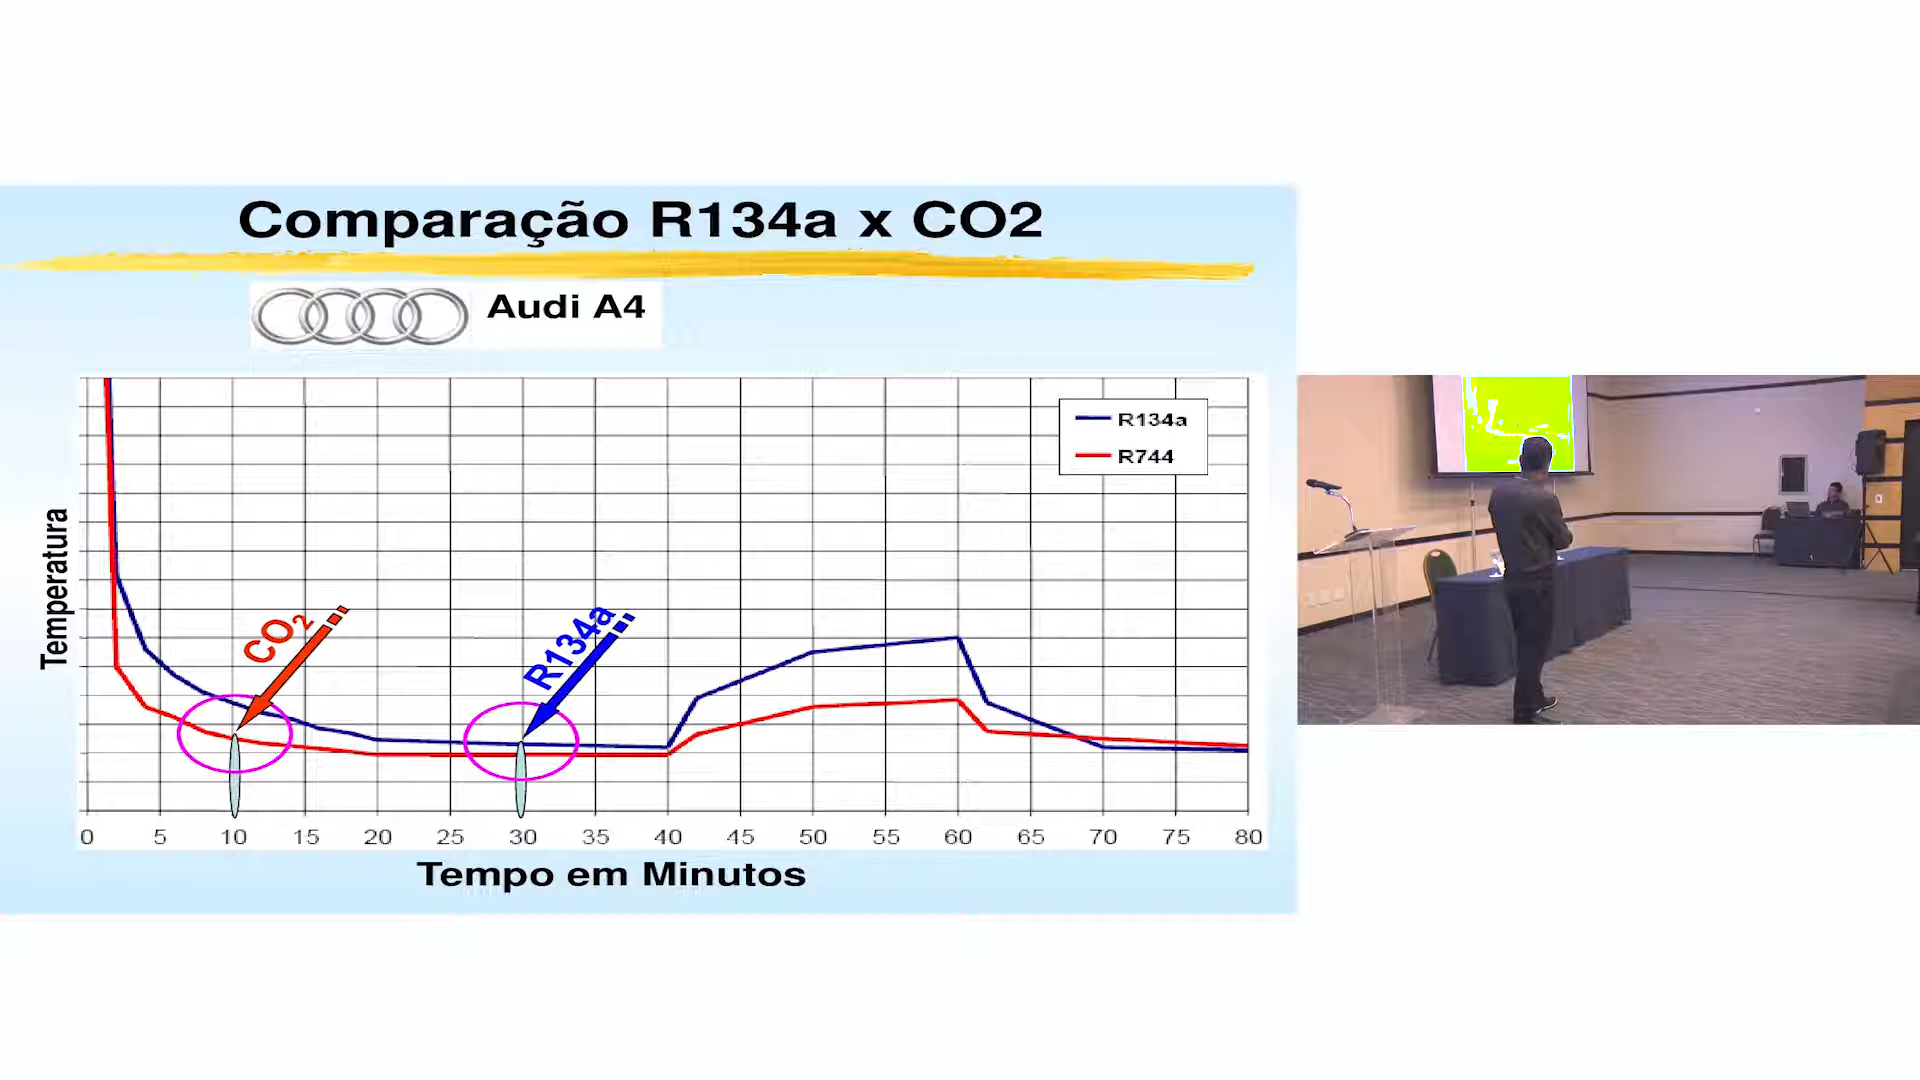 Comparação R134a x CO2
Audi A4
R134a
R744
Temperatura
CO2
R134a
0 5 10 15 20 25 30 35 40 45 50 55 60 65 70 75 80
Tempo em Minutos